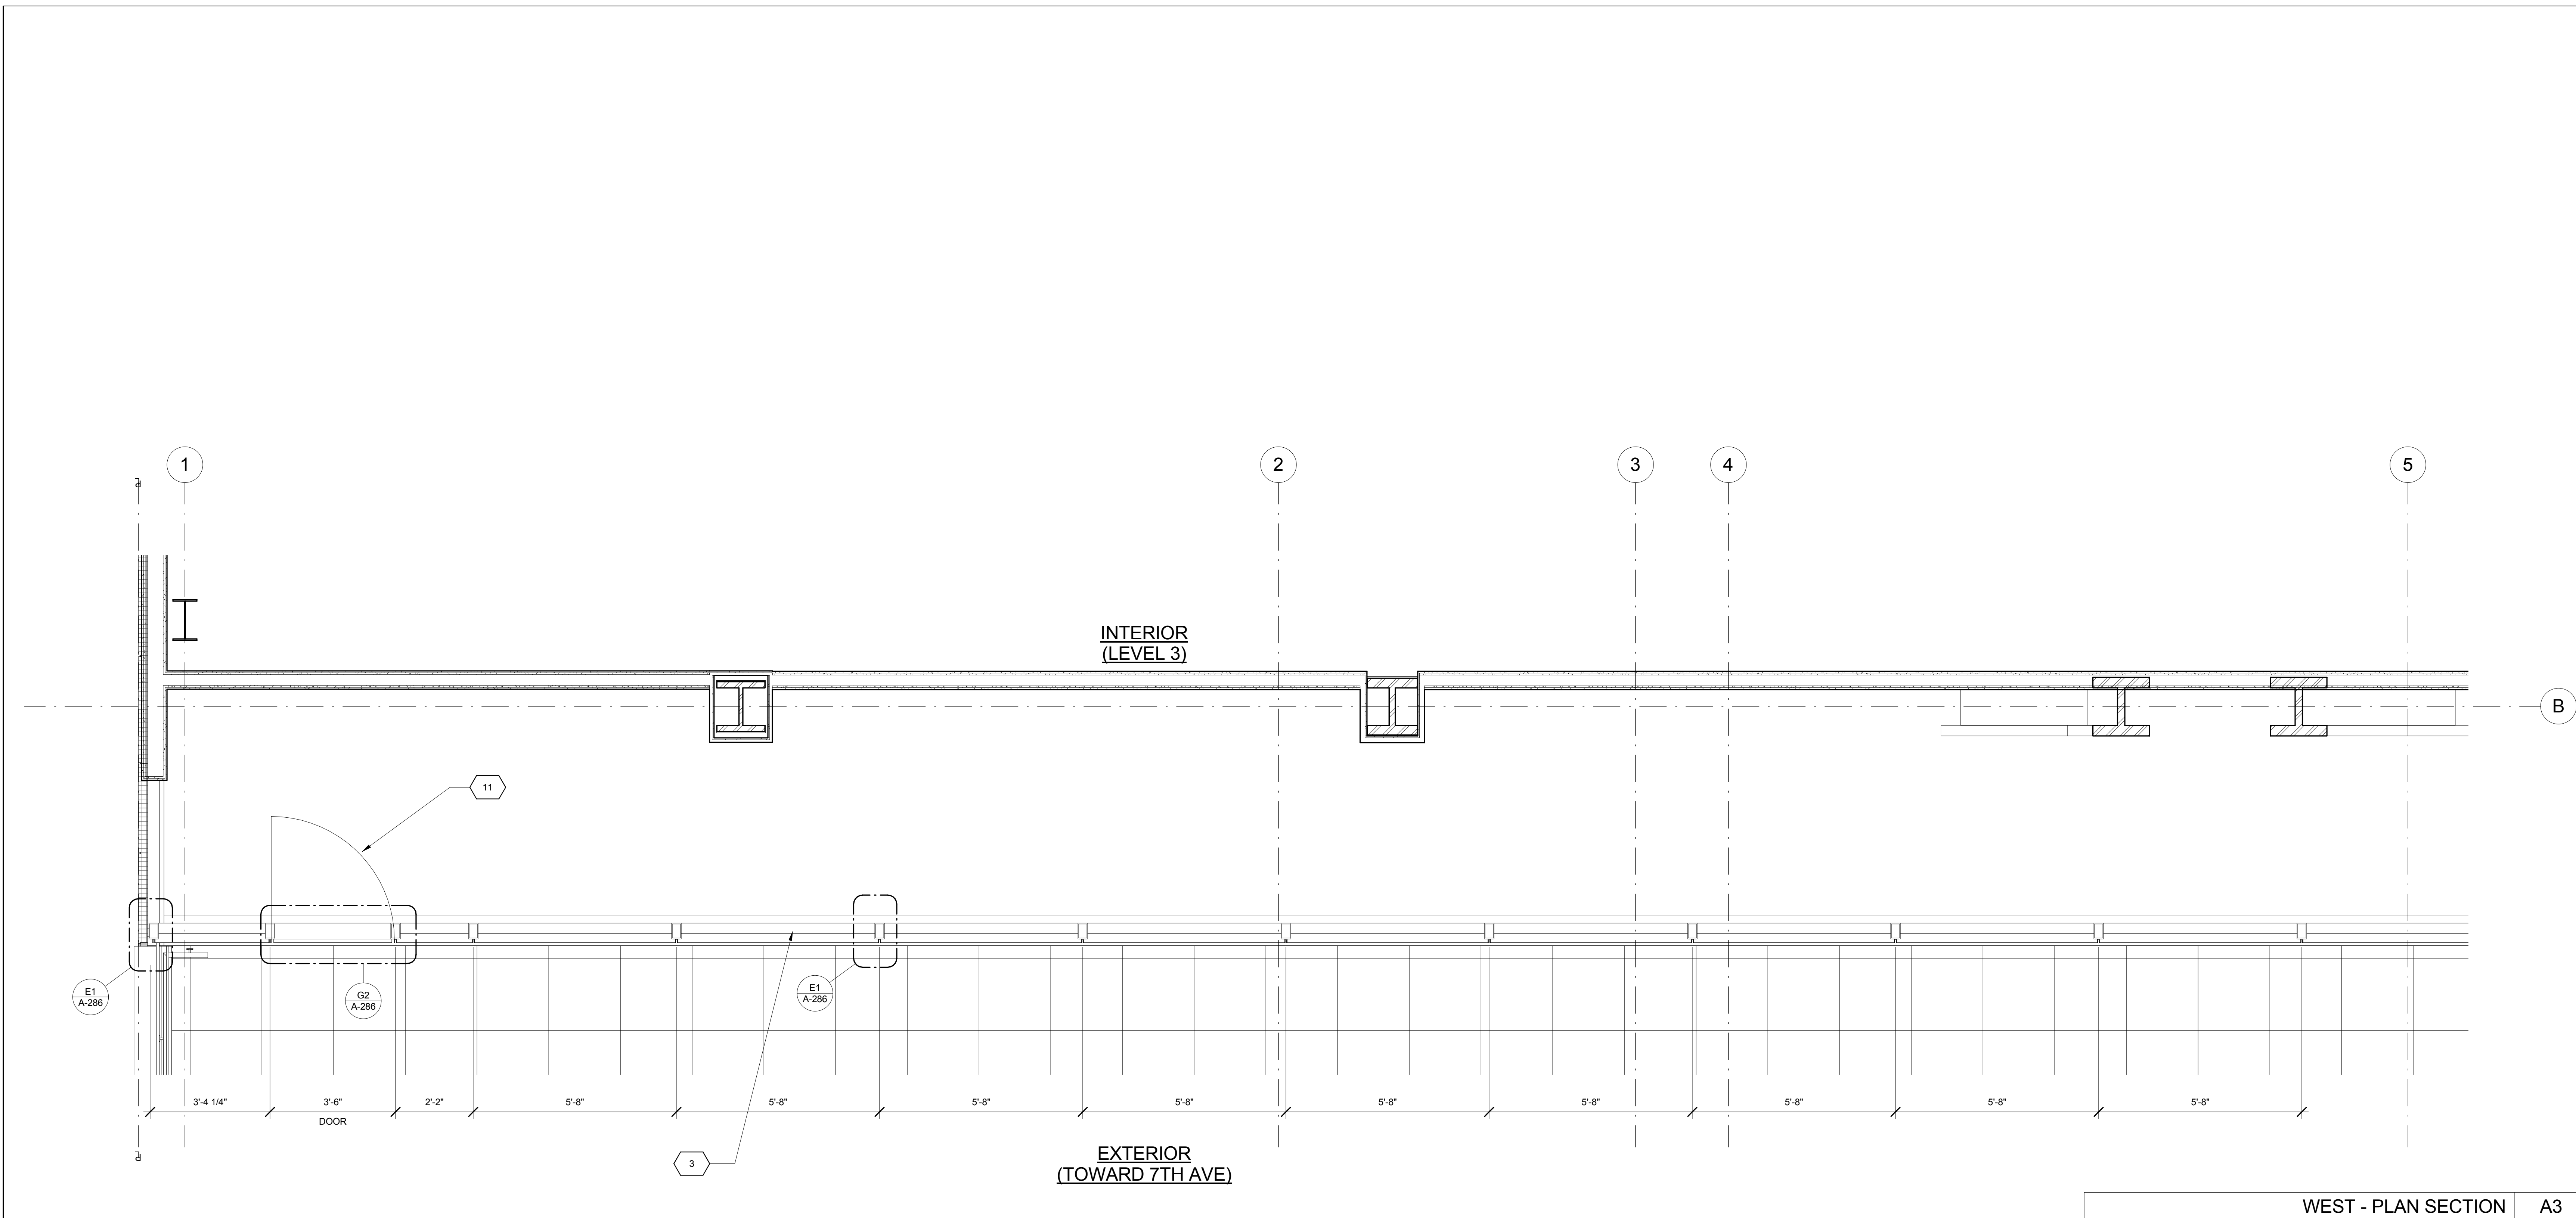 1
2
3
4
5
PL
INTERIOR
(LEVEL 3)
B
11
E1
A-286
G2
A-286
E1
A-286
3'-4 1/4"
3'-6"
2'-2"
5'-8"
5'-8"
5'-8"
5'-8"
5'-8"
5'-8"
5'-8"
5'-8"
5'-8"
DOOR
PL
3
EXTERIOR
(TOWARD 7TH AVE)
WEST - PLAN SECTION
A3